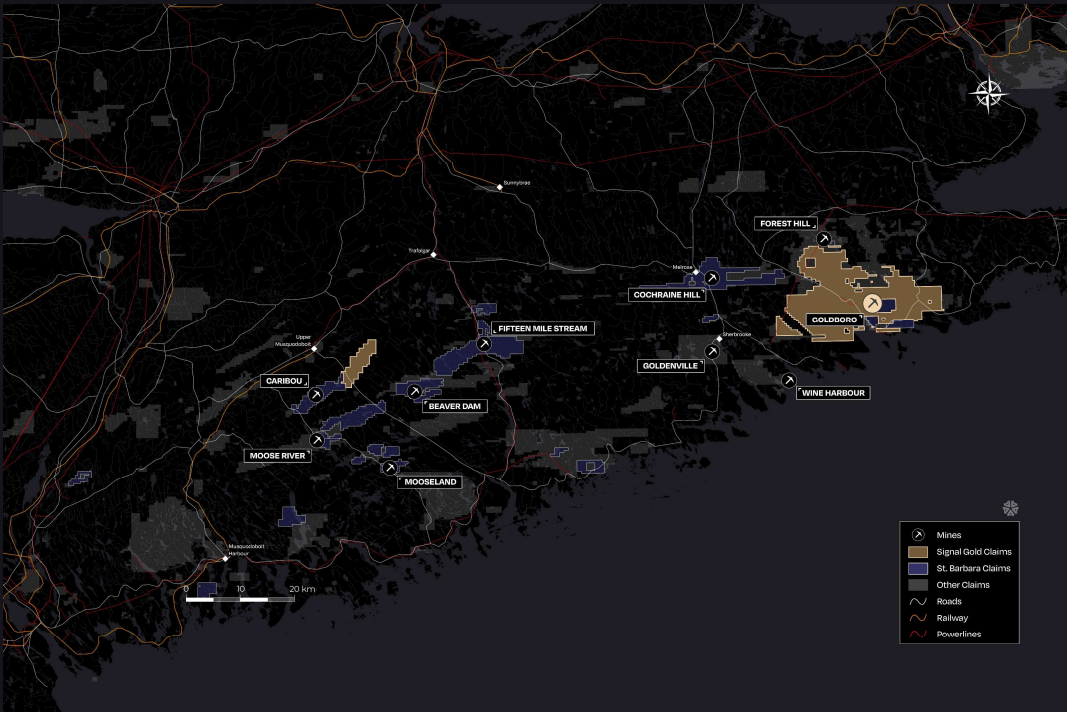 Sunnybrae
FOREST HILL
Trafalgar
Melrose
COCHRAINE HILL
GOLDBORO
FIFTEEN MILE STREAM
Sherbrooke
Upper
Musquodoboit
GOLDENVILLE
CARIBOU
WINE HARBOUR
BEAVER DAM
MOOSE RIVER
MOOSELAND
Musquodoboit
Harbour
0 10 20 km
Mines
Signal Gold Claims
St. Barbara Claims
Other Claims
Roads
Railway
Powerlines